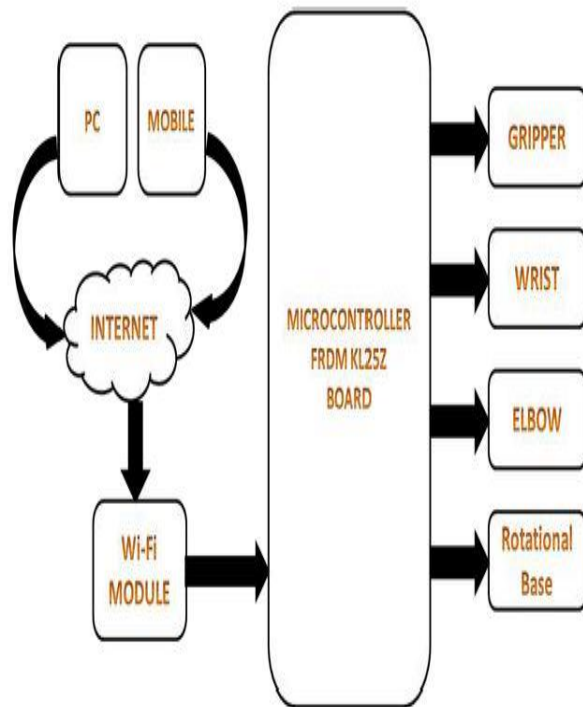 PC
MOBILE
INTERNET
Wi-Fi
MODULE
MICROCONTROLLER
FRDM KL25Z
BOARD
GRIPPER
WRIST
ELBOW
Rotational
Base